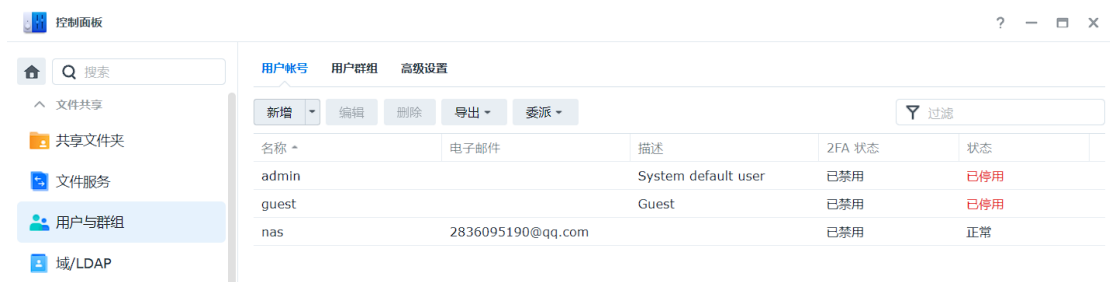 控制面板
?
搜索
用户帐号 用户群组 高级设置
文件共享
新增 编辑 删除 导出 委派 过滤
共享文件夹
名称 电子邮件 描述 2FA 状态 状态
admin System default user 已禁用 已停用
文件服务
guest Guest 已禁用 已停用
用户与群组
nas 2836095190@qq.com 已禁用 正常
域/LDAP